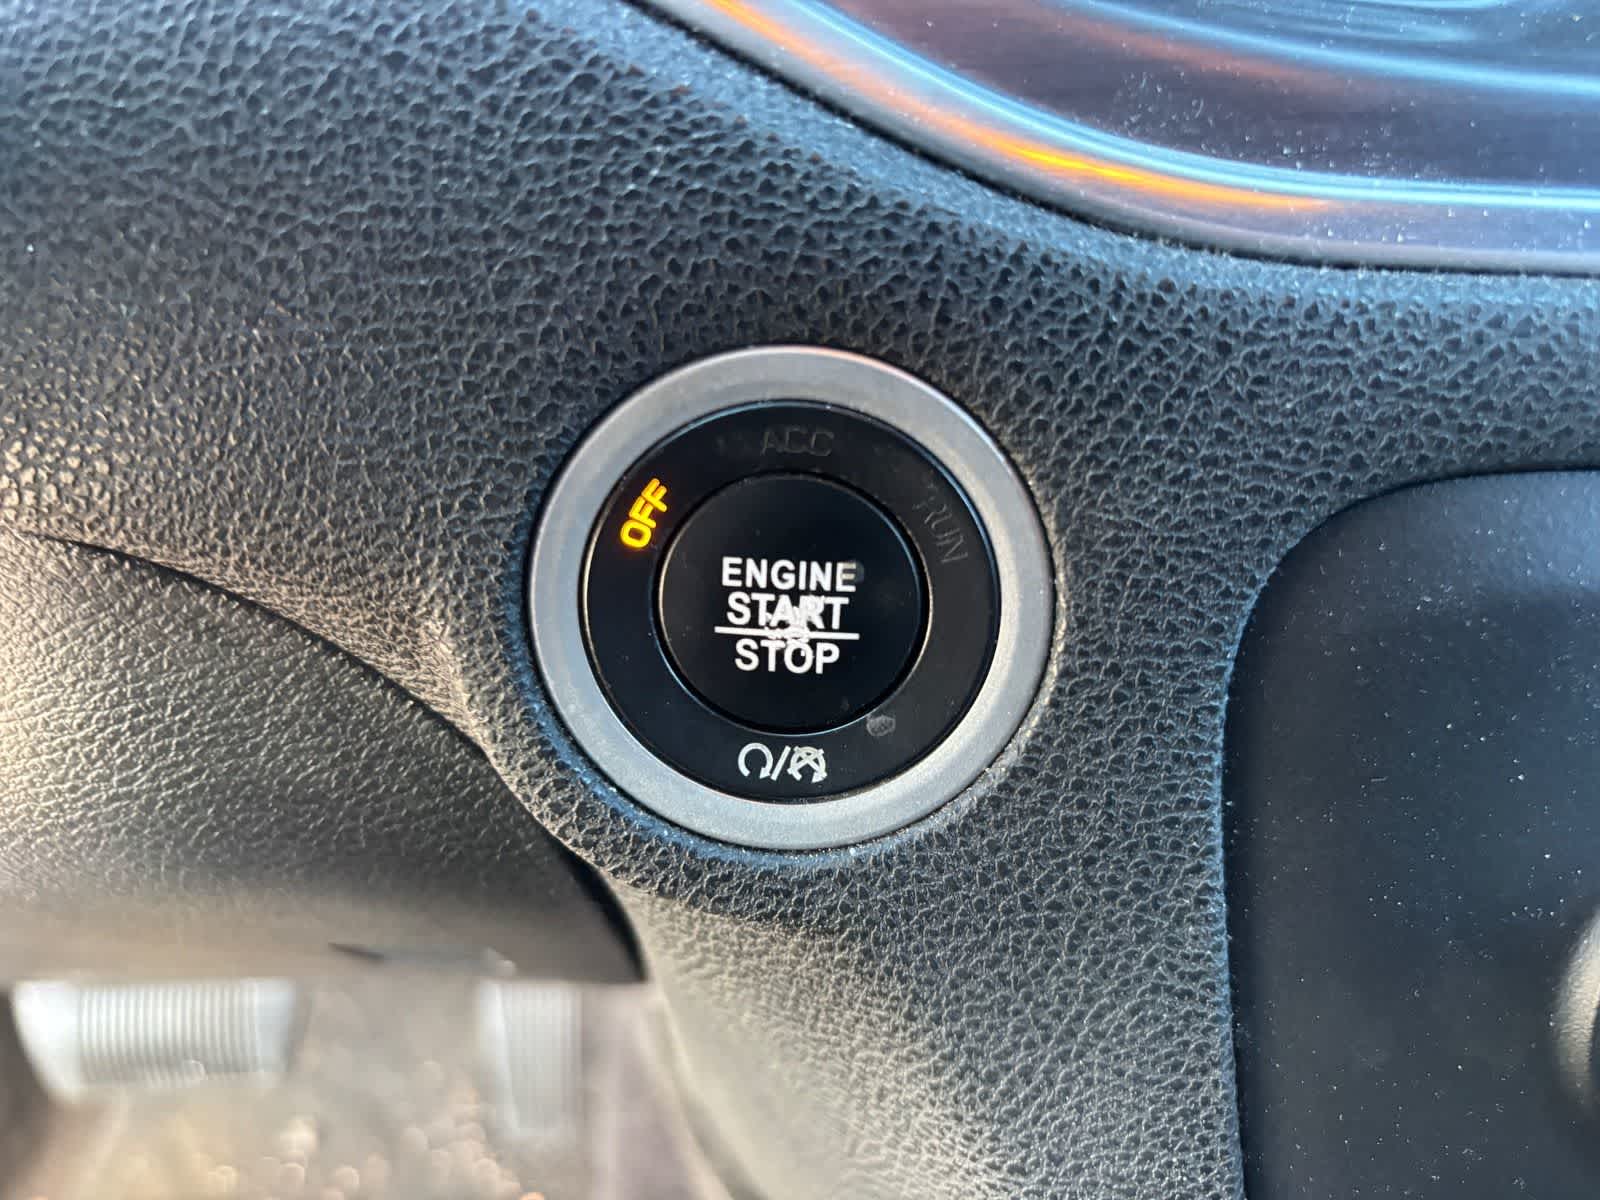 ACC
OFF
RUN
ENGINE
START
STOP